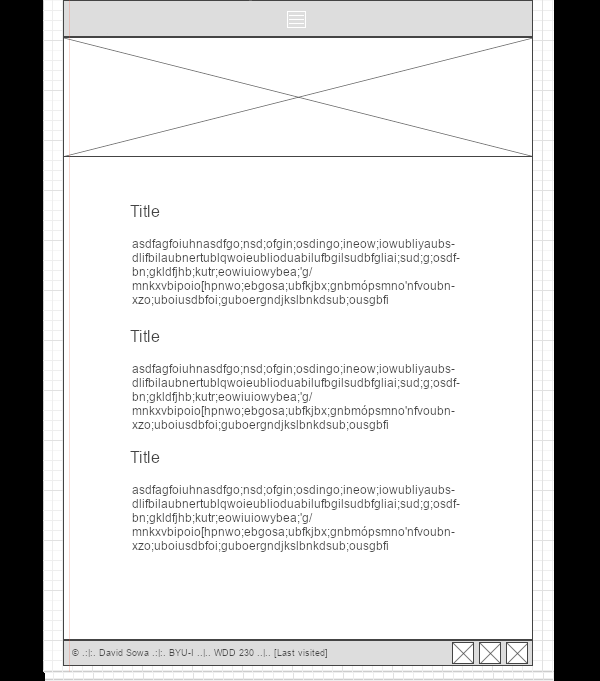 Title
asdfagfoiuhnasdfgo;nsd;ofgin;osdingo;ineow;iowubliyaubs-
dlifbilaubnertublqwoieublioduabilufbgilsudbfgliai;sud;g;osdf-
bn;gkldfjhb;kutr;eowiuiowybea;'g/
mnkxvbipoio[hpnwo;ebgosa;ubfkjbx;gnbmópsmno'nfvoubn-
xzo;uboiusdbfoi;guboergndjkslbnkdsub;ousgbfi
Title
asdfagfoiuhnasdfgo;nsd;ofgin;osdingo;ineow;iowubliyaubs-
dlifbilaubnertublqwoieublioduabilufbgilsudbfgliai;sud;g;osdf-
bn;gkldfjhb;kutr;eowiuiowybea;'g/
mnkxvbipoio[hpnwo;ebgosa;ubfkjbx;gnbmópsmno'nfvoubn-
xzo;uboiusdbfoi;guboergndjkslbnkdsub;ousgbfi
Title
asdfagfoiuhnasdfgo;nsd;ofgin;osdingo;ineow;iowubliyaubs-
dlifbilaubnertublqwoieublioduabilufbgilsudbfgliai;sud;g;osdf-
bn;gkldfjhb;kutr;eowiuiowybea;'g/
mnkxvbipoio[hpnwo;ebgosa;ubfkjbx;gnbmópsmno'nfvoubn-
xzo;uboiusdbfoi;guboergndjkslbnkdsub;ousgbfi
© .:|:. David Sowa .:|:. BYU-I ..|.. WDD 230 ..|.. [Last visited]